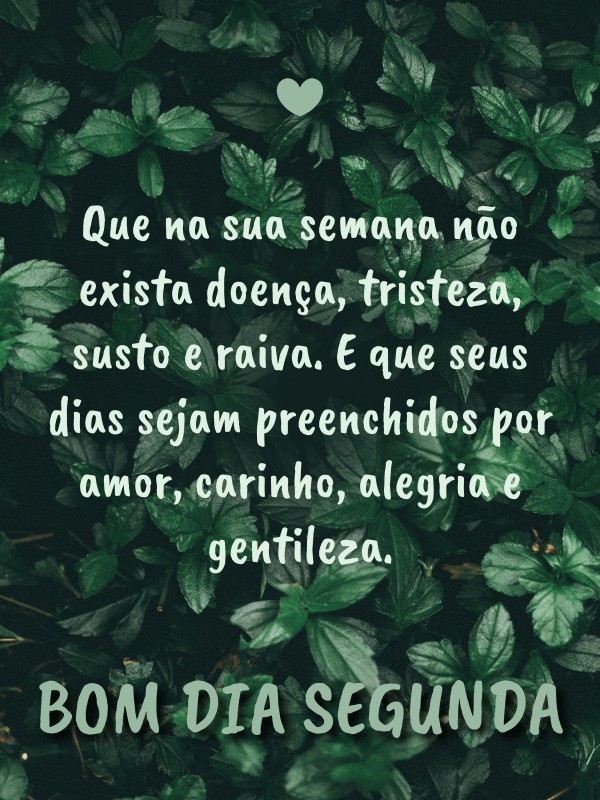 Que na sua semana não
exista doença, tristeza,
susto e raiva. E que seus
dias sejam preenchidos por
amor, carinho, alegria e
gentileza.
BOM DIA SEGUNDA